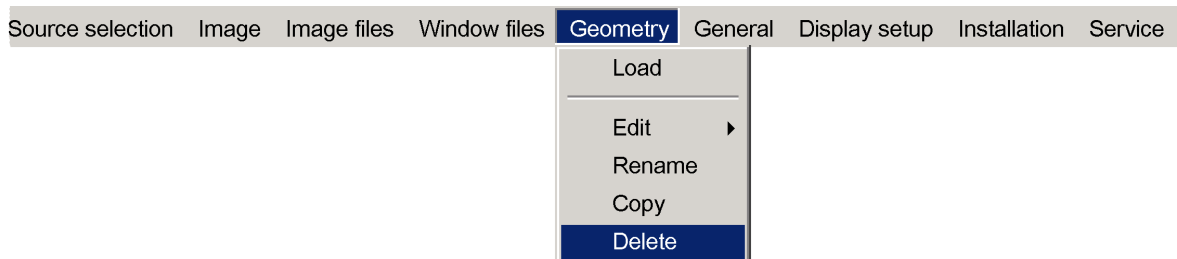 Source selection Image Image files Window files Geometry General Display setup Installation Service
Load
Edit
Rename
Copy
Delete